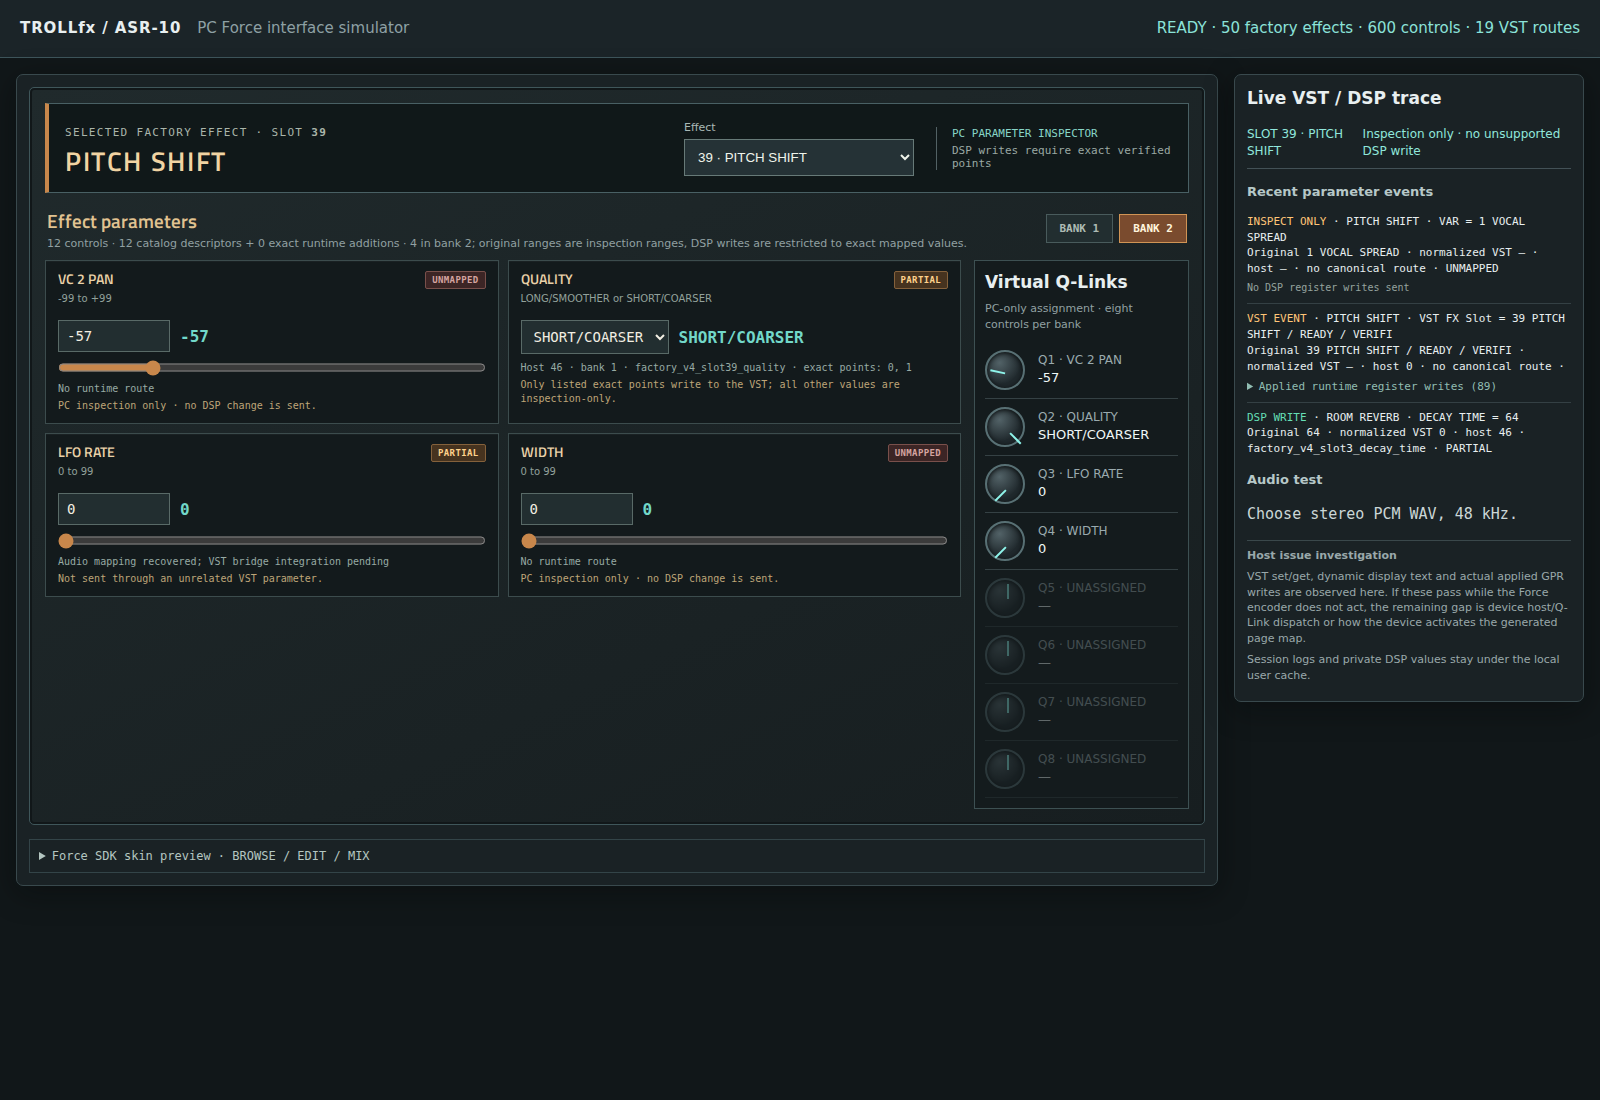 TROLLfx / ASR-10 PC Force interface simulator
READY · 50 factory effects · 600 controls · 19 VST routes
SELECTED FACTORY EFFECT · SLOT 39
PITCH SHIFT
Effect
39 · PITCH SHIFT
PC PARAMETER INSPECTOR
DSP writes require exact verified
points
Effect parameters
12 controls · 12 catalog descriptors + 0 exact runtime additions · 4 in bank 2; original ranges are inspection ranges, DSP writes are restricted to exact mapped values.
BANK 1
BANK 2
VC 2 PAN
UNMAPPED
-99 to +99
-57
-57
No runtime route
PC inspection only · no DSP change is sent.
QUALITY
PARTIAL
LONG/SMOOTHER or SHORT/COARSER
SHORT/COARSER
SHORT/COARSER
Host 46 · bank 1 · factory_v4_slot39_quality · exact points: 0, 1
Only listed exact points write to the VST; all other values are
inspection-only.
LFO RATE
PARTIAL
0 to 99
0
0
Audio mapping recovered; VST bridge integration pending
Not sent through an unrelated VST parameter.
WIDTH
UNMAPPED
0 to 99
0
0
No runtime route
PC inspection only · no DSP change is sent.
Virtual Q-Links
PC-only assignment · eight
controls per bank
Q1 · VC 2 PAN
-57
Q2 · QUALITY
SHORT/COARSER
Q3 · LFO RATE
0
Q4 · WIDTH
0
Q5 · UNASSIGNED
—
Q6 · UNASSIGNED
—
Q7 · UNASSIGNED
—
Q8 · UNASSIGNED
—
Force SDK skin preview · BROWSE / EDIT / MIX
Live VST / DSP trace
SLOT 39 · PITCH
SHIFT
Inspection only · no unsupported
DSP write
Recent parameter events
INSPECT ONLY · PITCH SHIFT · VAR = 1 VOCAL
SPREAD
Original 1 VOCAL SPREAD · normalized VST — ·
host — · no canonical route · UNMAPPED
No DSP register writes sent
VST EVENT · PITCH SHIFT · VST FX Slot = 39 PITCH
SHIFT / READY / VERIFI
Original 39 PITCH SHIFT / READY / VERIFI ·
normalized VST — · host 0 · no canonical route ·
Applied runtime register writes (89)
DSP WRITE · ROOM REVERB · DECAY TIME = 64
Original 64 · normalized VST 0 · host 46 ·
factory_v4_slot3_decay_time · PARTIAL
Audio test
Choose stereo PCM WAV, 48 kHz.
Host issue investigation
VST set/get, dynamic display text and actual applied GPR
writes are observed here. If these pass while the Force
encoder does not act, the remaining gap is device host/Q-
Link dispatch or how the device activates the generated
page map.
Session logs and private DSP values stay under the local
user cache.